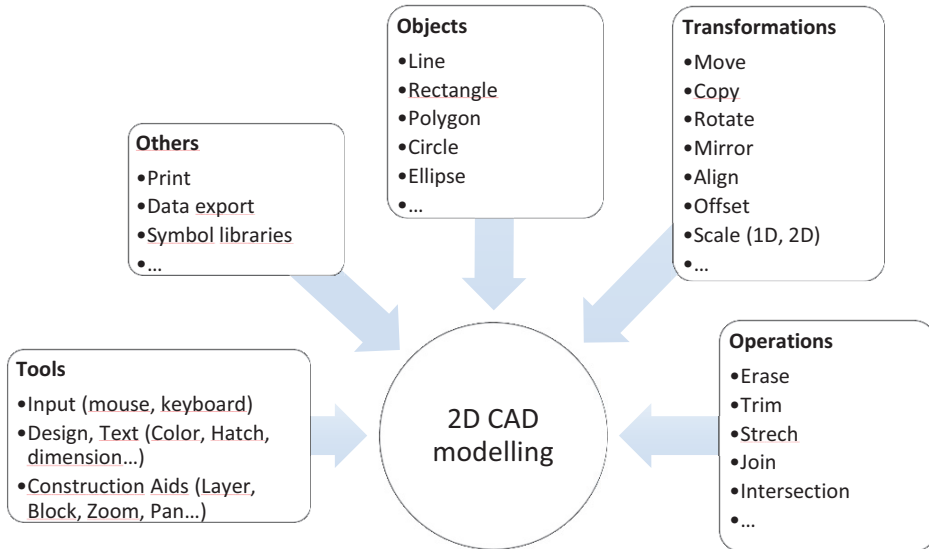 Objects
•Line
•Rectangle
•Polygon
•Circle
•Ellipse
•...
Transformations
•Move
•Copy
•Rotate
•Mirror
•Align
•Offset
•Scale (1D, 2D)
•...
Others
•Print
•Data export
•Symbol libraries
•...
Tools
•Input (mouse, keyboard)
•Design, Text (Color, Hatch,
dimension...)
•Construction Aids (Layer,
Block, Zoom, Pan...)
2D CAD
modelling
Operations
•Erase
•Trim
•Strech
•Join
•Intersection
•...